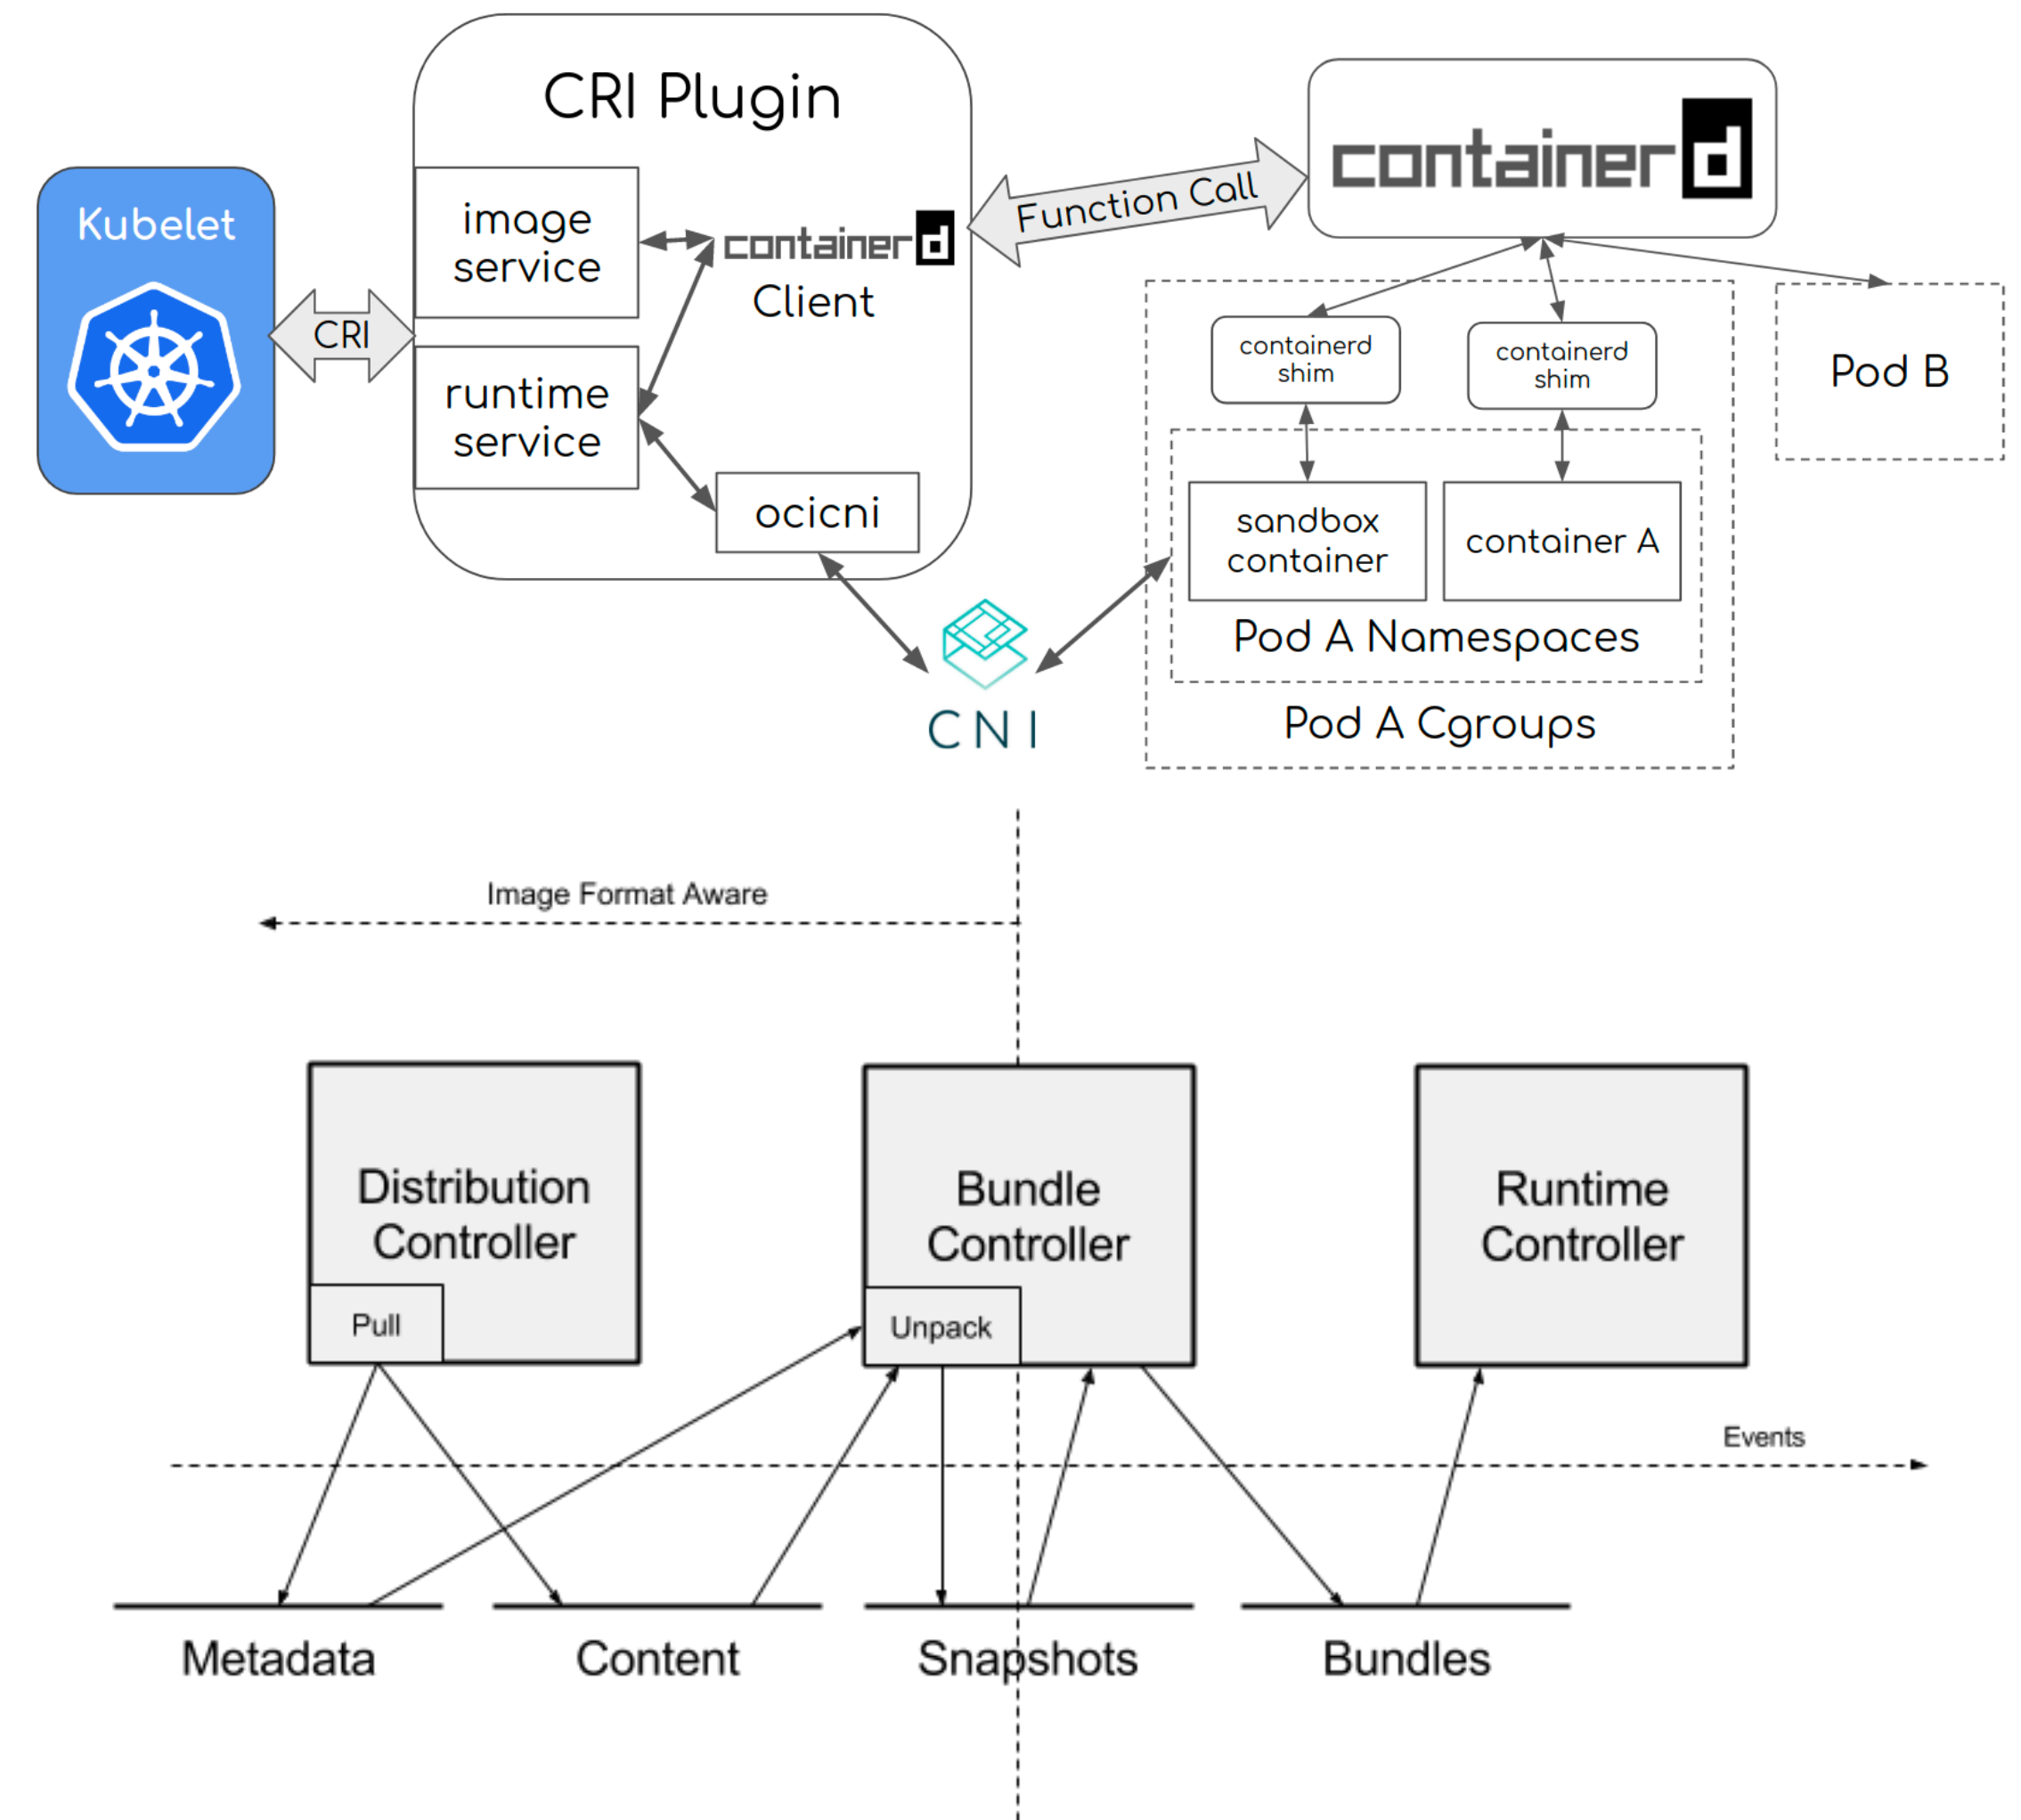 CRI Plugin
Kubelet
CRI
image
service
runtime
service
containerd
Client
ocicni
Function Call
containerd
containerd
shim
containerd
shim
Pod B
sandbox
container
container A
Pod A Namespaces
Pod A Cgroups
CNI
Image Format Aware
Distribution
Controller
Pull
Bundle
Controller
Unpack
Runtime
Controller
Events
Metadata
Content
Snapshots
Bundles